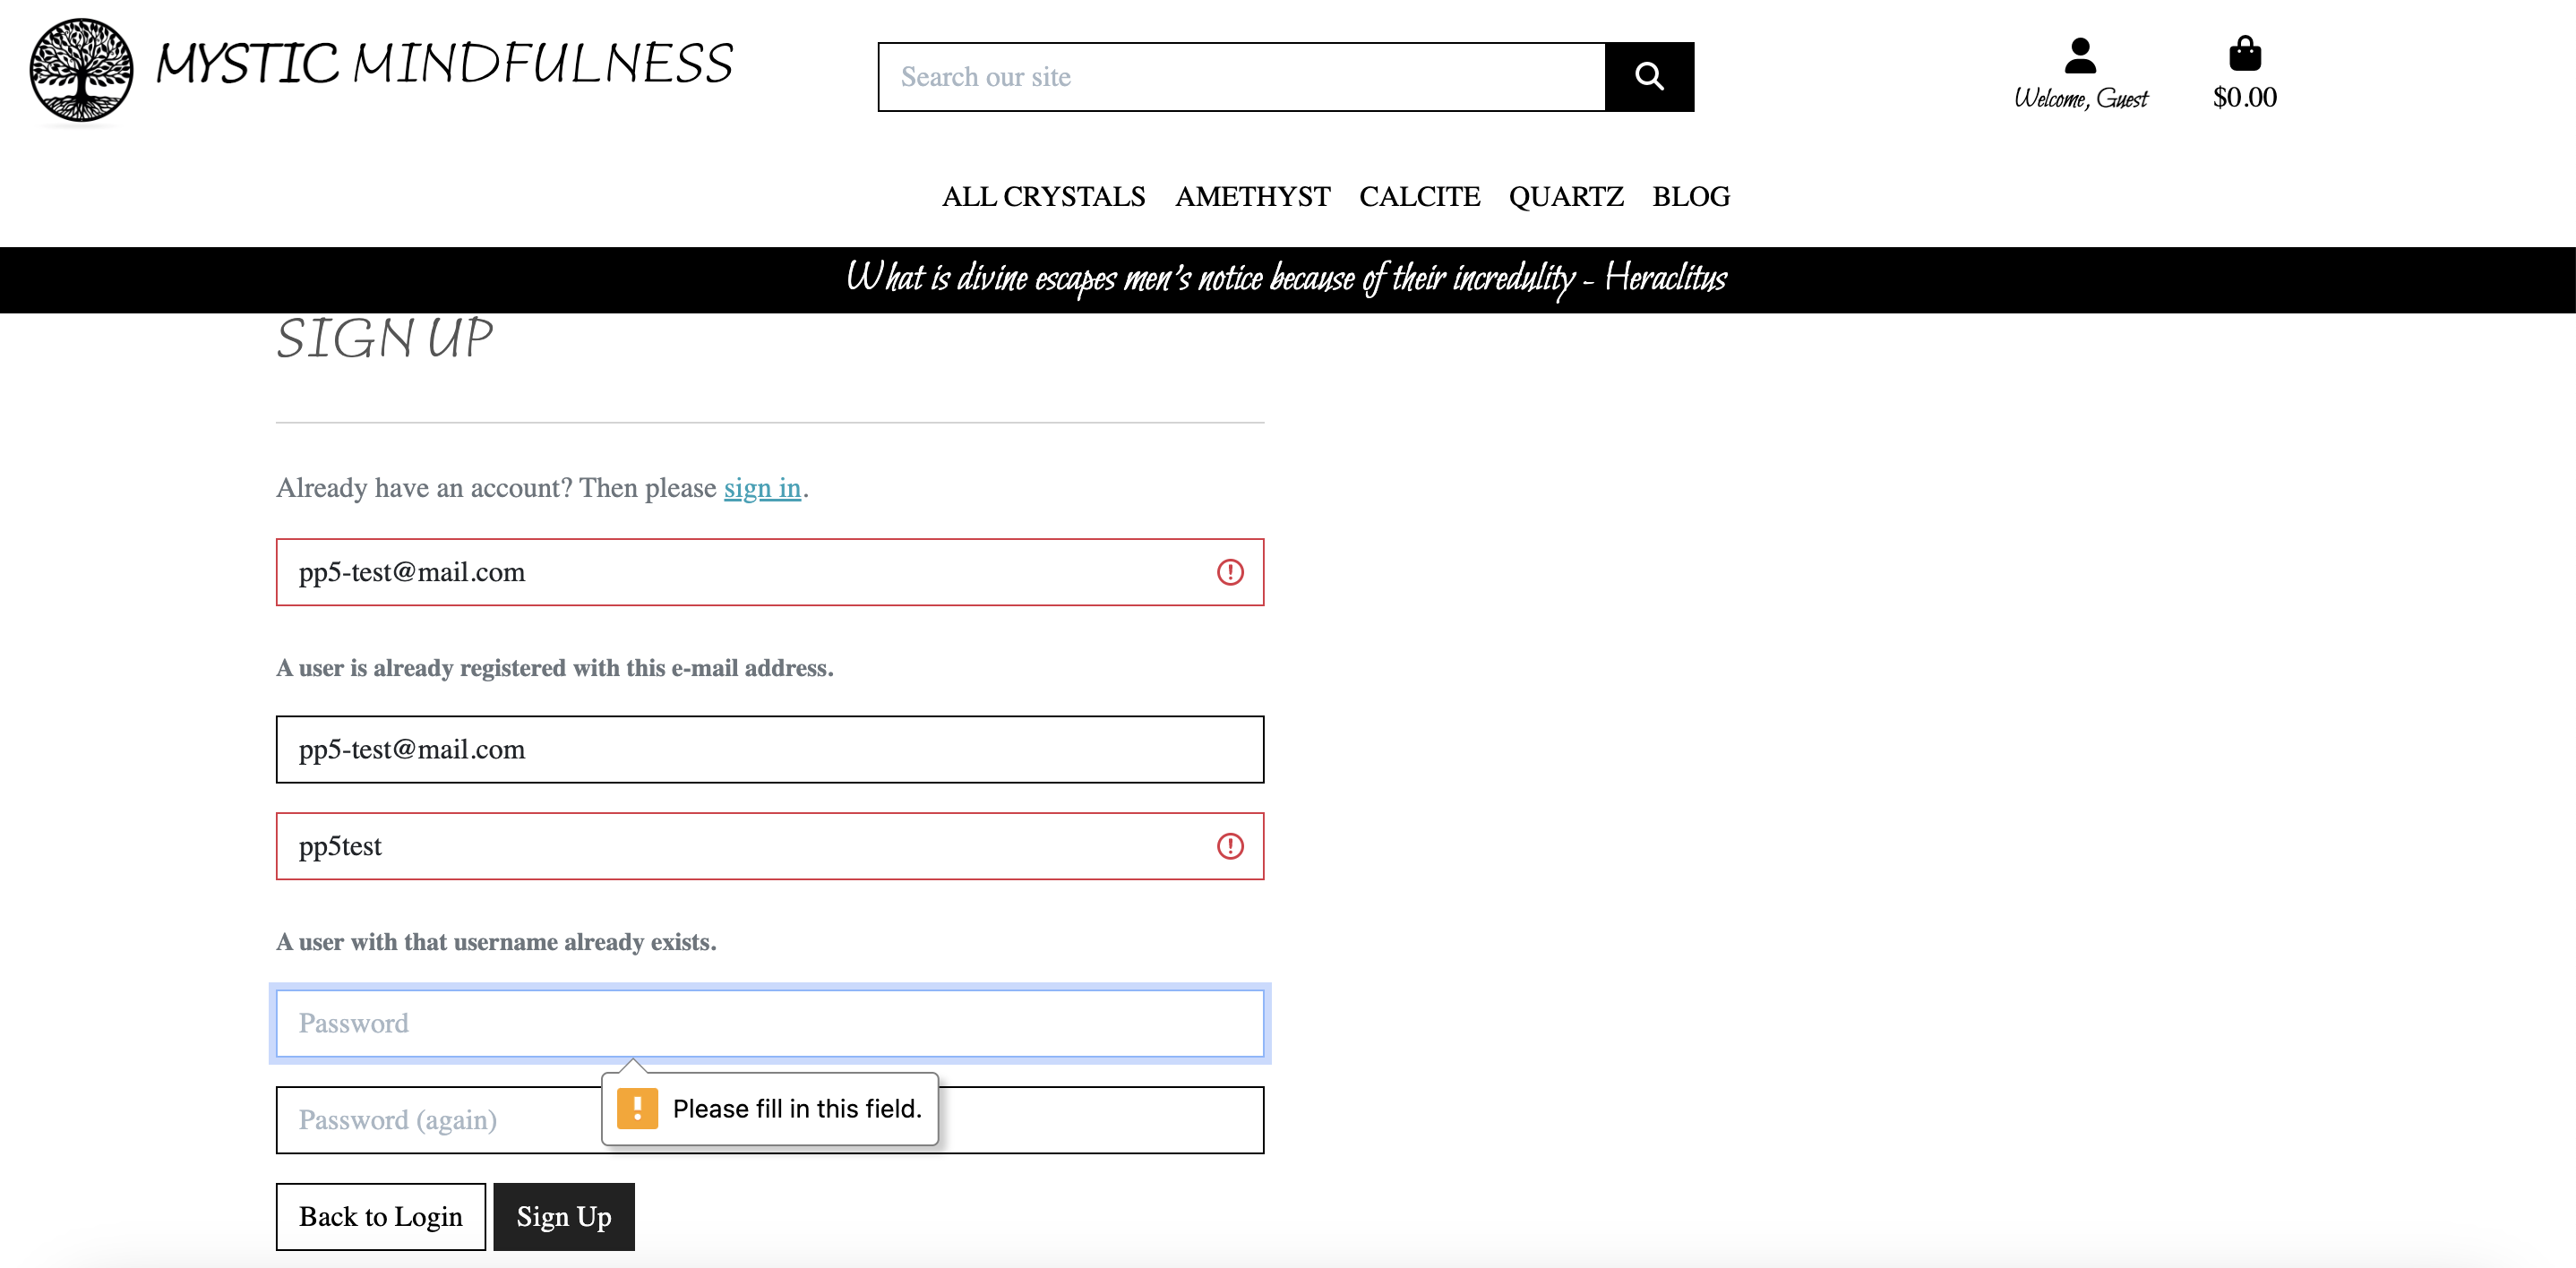 MYSTIC MINDFULNESS
Search our site
Welcome, Guest
$0.00
ALL CRYSTALS AMETHYST CALCITE QUARTZ BLOG
What is divine escapes men's notice because of their incredulity - Heraclitus
SIGN UP
Already have an account? Then please sign in.
pp5-test@mail.com
A user is already registered with this e-mail address.
pp5-test@mail.com
pp5test
A user with that username already exists.
Password
Please fill in this field.
Password (again)
Back to Login Sign Up